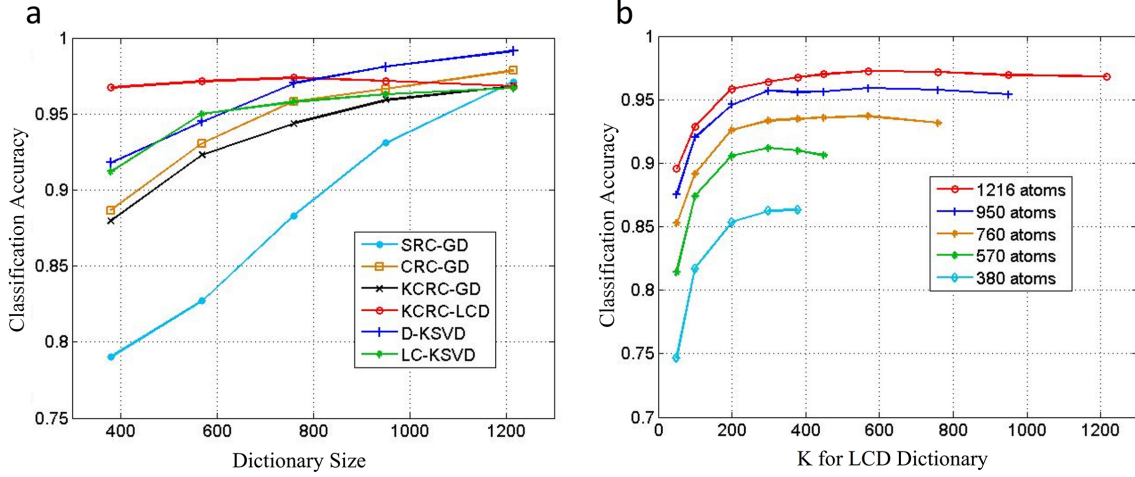 a
1
0.95
0.9
0.85
0.8
0.75
400
600
800
1000
1200
Classification Accuracy
Dictionary Size
SRC-GD
CRC-GD
KCRC-GD
KCRC-LCD
D-KSVD
LC-KSVD
b
1
0.95
0.9
0.85
0.8
0.75
0.7
0
200
400
600
800
1000
1200
Classification Accuracy
K for LCD Dictionary
1216 atoms
950 atoms
760 atoms
570 atoms
380 atoms